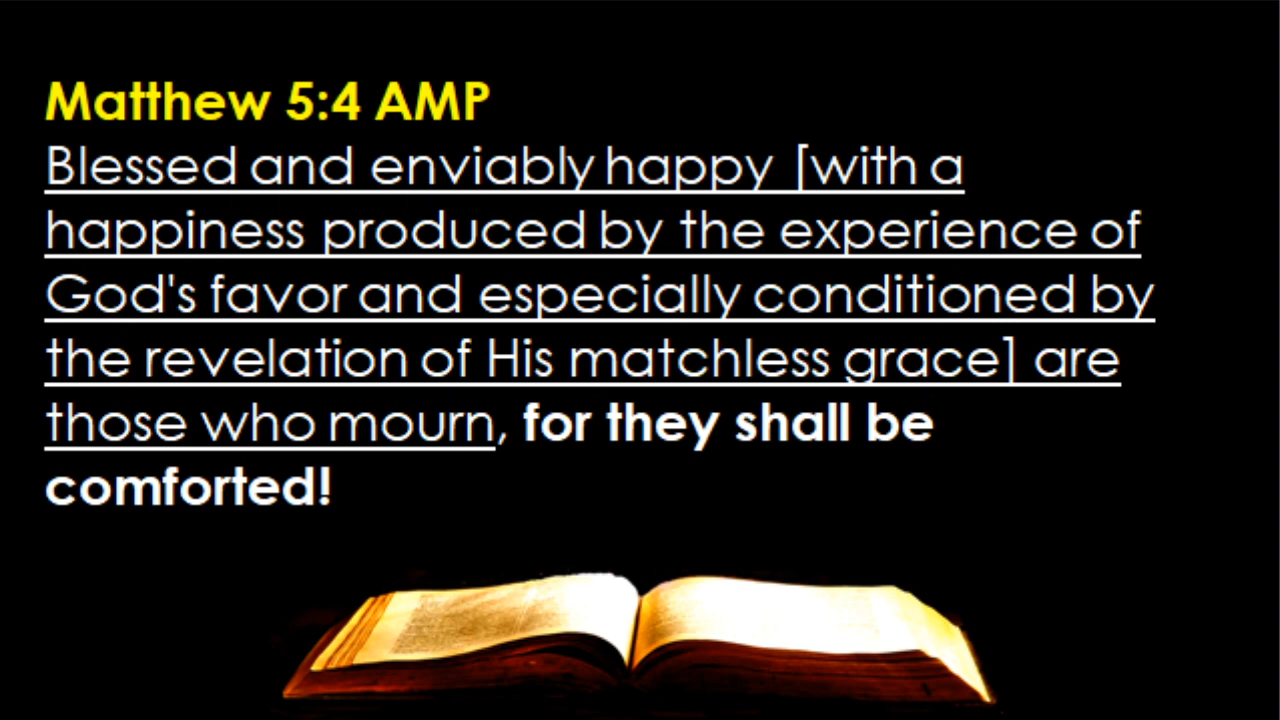 Matthew 5:4 AMP
Blessed and enviably happy [with a
happiness produced by the experience of
God's favor and especially conditioned by
the revelation of His matchless grace] are
those who mourn, for they shall be
comforted!